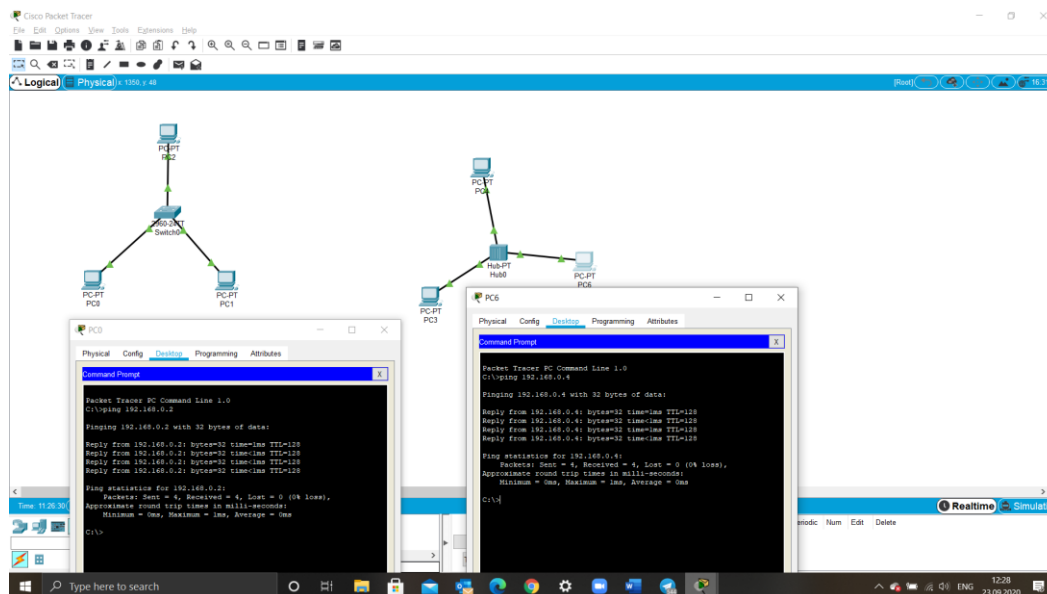 Cisco Packet Tracer
File Edit Options View Tools Extensions Help
Logical Physical x: 1350, y: 48 [Root] 16:3
PC-PT
PC2
2960-24TT
Switch0
PC-PT
PC0
PC-PT
PC1
PC-PT
Hub-PT
Hub0
PC-PT
PC6
PC-PT
PC3
PC0
Physical Config Desktop Programming Attributes
Command Prompt X
Packet Tracer PC Command Line 1.0
C:\>ping 192.168.0.2
Pinging 192.168.0.2 with 32 bytes of data:
Reply from 192.168.0.2: bytes=32 time=1ms TTL=128
Reply from 192.168.0.2: bytes=32 time<1ms TTL=128
Reply from 192.168.0.2: bytes=32 time<1ms TTL=128
Reply from 192.168.0.2: bytes=32 time<1ms TTL=128
Ping statistics for 192.168.0.2:
Packets: Sent = 4, Received = 4, Lost = 0 (0% loss),
Approximate round trip times in milli-seconds:
Minimum = 0ms, Maximum = 1ms, Average = 0ms
C:\>
PC6
Physical Config Desktop Programming Attributes
Command Prompt X
Packet Tracer PC Command Line 1.0
C:\>ping 192.168.0.4
Pinging 192.168.0.4 with 32 bytes of data:
Reply from 192.168.0.4: bytes=32 time=1ms TTL=128
Reply from 192.168.0.4: bytes=32 time<1ms TTL=128
Reply from 192.168.0.4: bytes=32 time=1ms TTL=128
Reply from 192.168.0.4: bytes=32 time<1ms TTL=128
Ping statistics for 192.168.0.4:
Packets: Sent = 4, Received = 4, Lost = 0 (0% loss),
Approximate round trip times in milli-seconds:
Minimum = 0ms, Maximum = 1ms, Average = 0ms
C:\>
Time: 11:26:30
Realtime Simulat
eriodic Num Edit Delete
Type here to search
ENG
12:28
23.09.2020